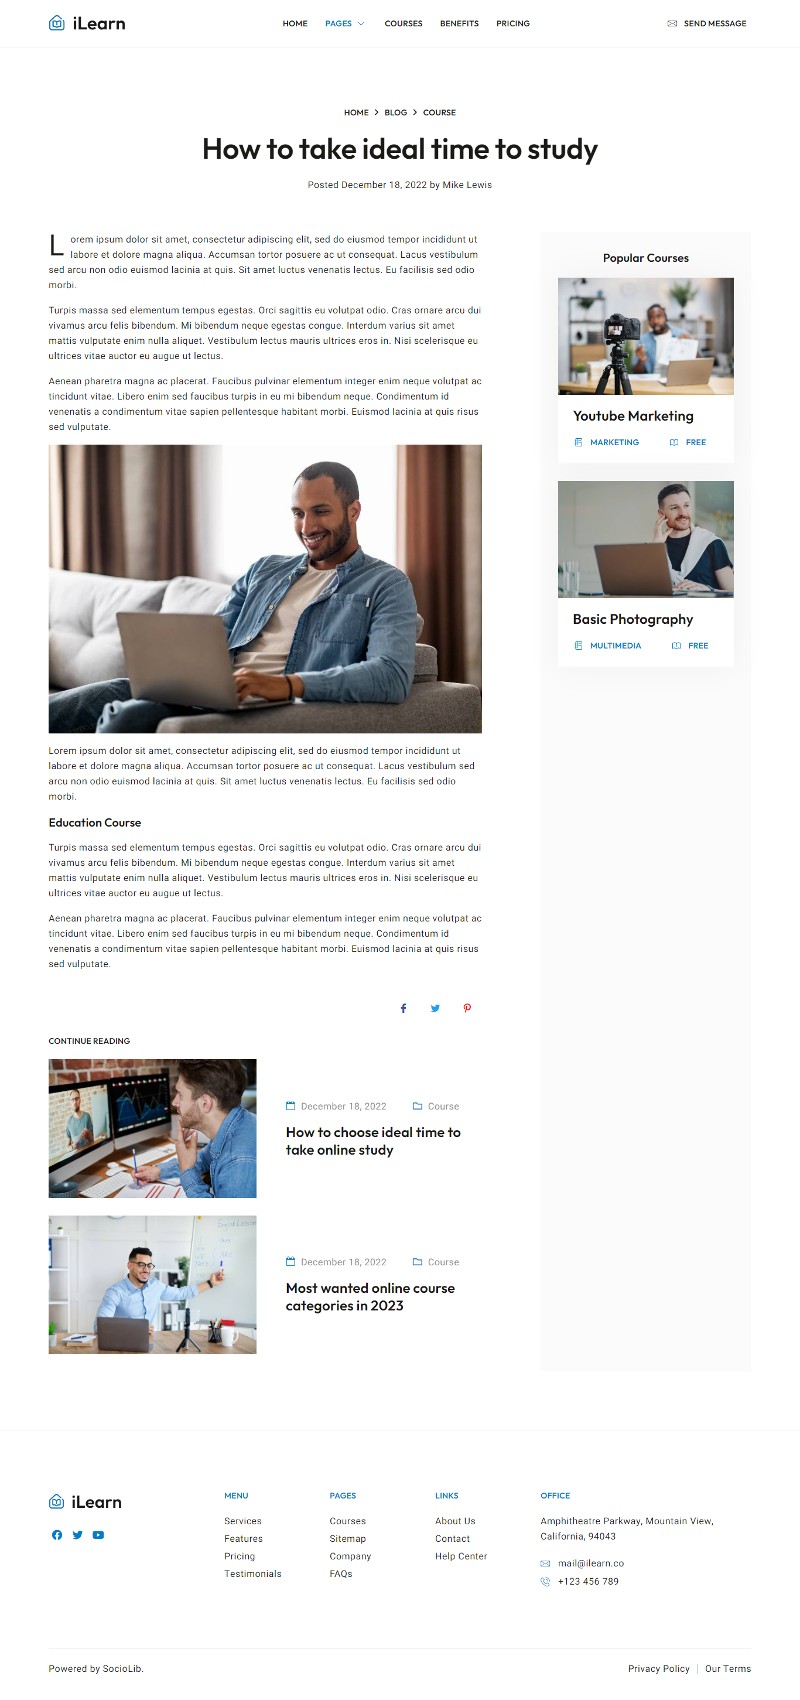 iLearn
HOME
PAGES
COURSES
BENEFITS
PRICING
SEND MESSAGE
HOME > BLOG > COURSE
How to take ideal time to study
Posted December 18, 2022 by Mike Lewis
Lorem ipsum dolor sit amet, consectetur adipiscing elit, sed do eiusmod tempor incididunt ut
labore et dolore magna aliqua. Accumsan tortor posuere ac ut consequat. Lacus vestibulum
sed arcu non odio euismod lacinia at quis. Sit amet luctus venenatis lectus. Eu facilisis sed odio
morbi.
Turpis massa sed elementum tempus egestas. Orci sagittis eu volutpat odio. Cras ornare arcu dui
vivamus arcu felis bibendum. Mi bibendum neque egestas congue. Interdum varius sit amet
mattis vulputate enim nulla aliquet. Vestibulum lectus mauris ultrices eros in. Nisi scelerisque eu
ultrices vitae auctor eu augue ut lectus.
Aenean pharetra magna ac placerat. Faucibus pulvinar elementum integer enim neque volutpat ac
tincidunt vitae. Libero enim sed faucibus turpis in eu mi bibendum neque. Condimentum id
venenatis a condimentum vitae sapien pellentesque habitant morbi. Euismod lacinia at quis risus
sed vulputate.
Lorem ipsum dolor sit amet, consectetur adipiscing elit, sed do eiusmod tempor incididunt ut
labore et dolore magna aliqua. Accumsan tortor posuere ac ut consequat. Lacus vestibulum sed
arcu non odio euismod lacinia at quis. Sit amet luctus venenatis lectus. Eu facilisis sed odio
morbi.
Education Course
Turpis massa sed elementum tempus egestas. Orci sagittis eu volutpat odio. Cras ornare arcu dui
vivamus arcu felis bibendum. Mi bibendum neque egestas congue. Interdum varius sit amet
mattis vulputate enim nulla aliquet. Vestibulum lectus mauris ultrices eros in. Nisi scelerisque eu
ultrices vitae auctor eu augue ut lectus.
Aenean pharetra magna ac placerat. Faucibus pulvinar elementum integer enim neque volutpat ac
tincidunt vitae. Libero enim sed faucibus turpis in eu mi bibendum neque. Condimentum id
venenatis a condimentum vitae sapien pellentesque habitant morbi. Euismod lacinia at quis risus
sed vulputate.
CONTINUE READING
December 18, 2022
Course
How to choose ideal time to
take online study
December 18, 2022
Course
Most wanted online course
categories in 2023
Popular Courses
Youtube Marketing
MARKETING
FREE
Basic Photography
MULTIMEDIA
FREE
iLearn
MENU
Services
Features
Pricing
Testimonials
PAGES
Courses
Sitemap
Company
FAQs
LINKS
About Us
Contact
Help Center
OFFICE
Amphitheatre Parkway, Mountain View,
California, 94043
mail@ilearn.co
+123 456 789
Powered by SocioLib.
Privacy Policy | Our Terms